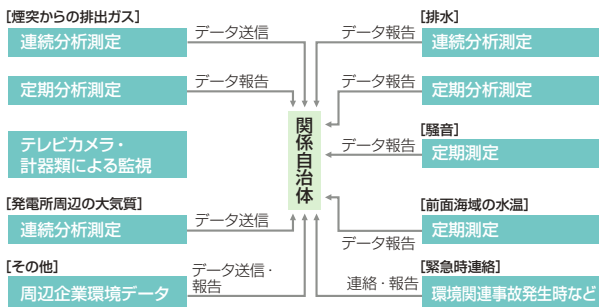 [煙突からの排出ガス]
連続分析測定
データ送信
定期分析測定
データ報告
テレビカメラ・
計器類による監視
[発電所周辺の大気質]
連続分析測定
データ送信
[その他]
周辺企業環境データ
データ送信・
報告
関係自治体
[排水]
データ報告
連続分析測定
データ報告
定期分析測定
[騒音]
データ報告
定期測定
[前面海域の水温]
定期測定
データ報告
[緊急時連絡]
連絡・報告
環境関連事故発生時など